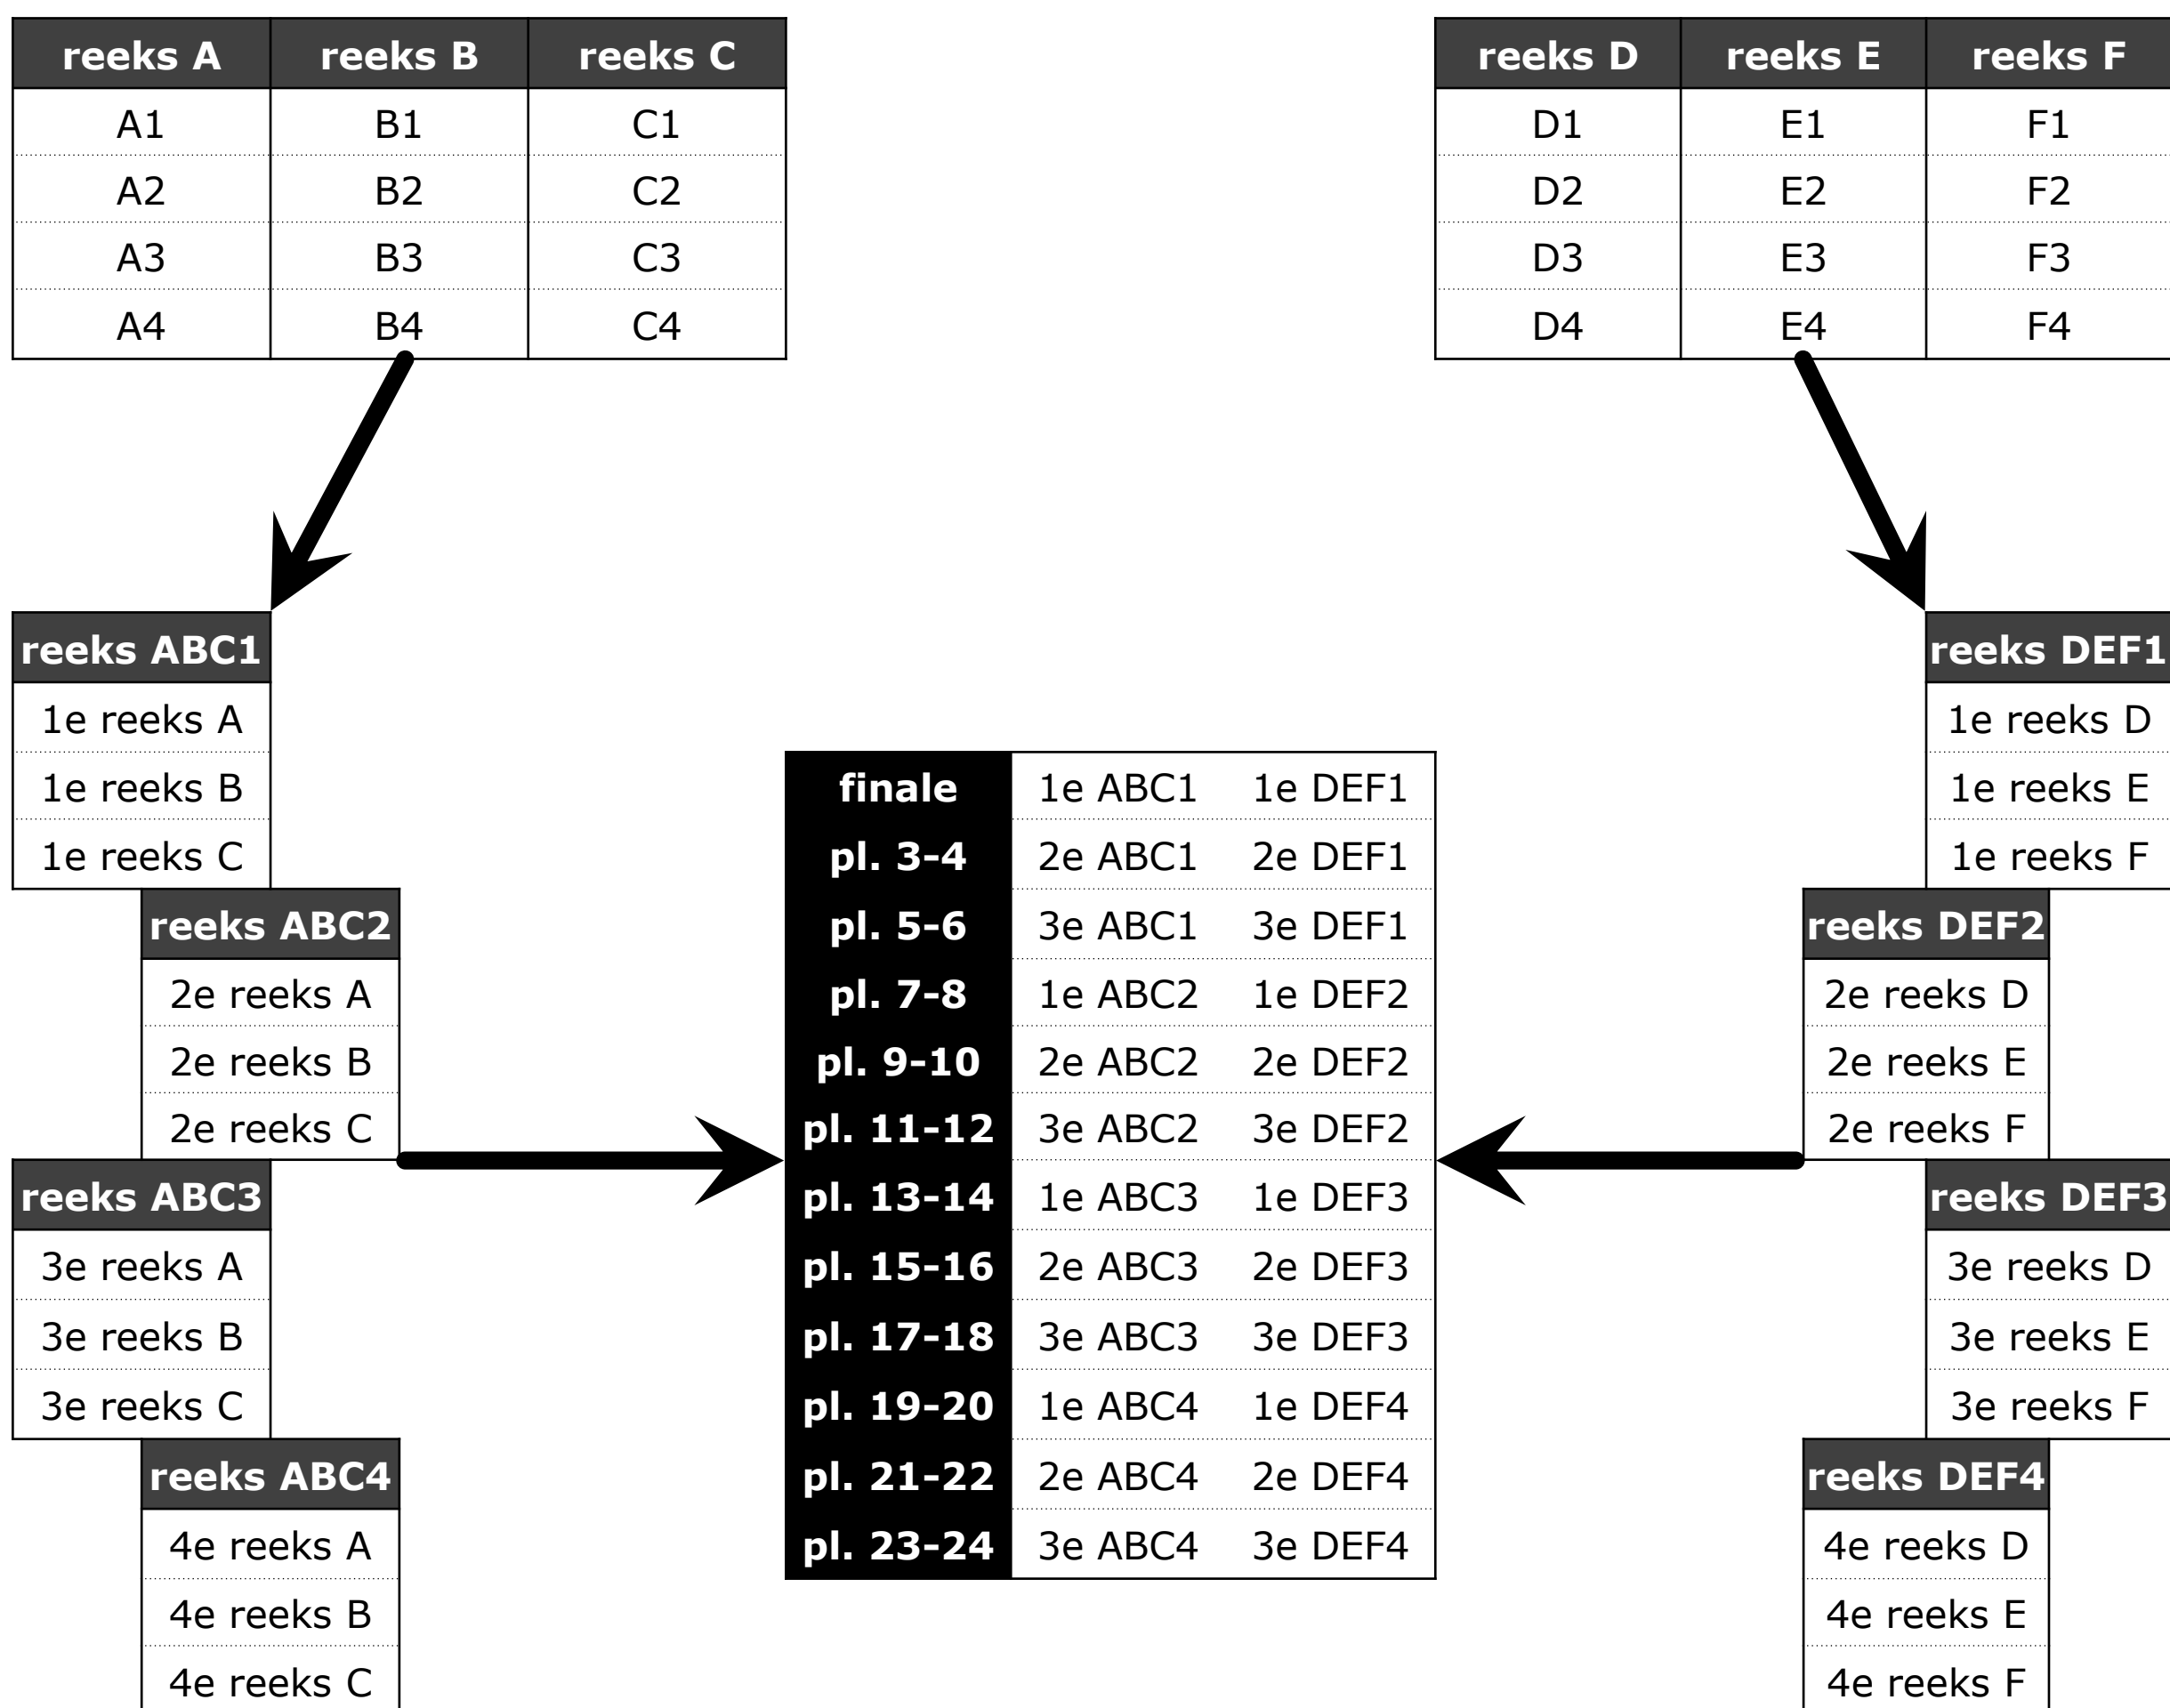 reeks A reeks B reeks C
A1 B1 C1
A2 B2 C2
A3 B3 C3
A4 B4 C4
reeks D reeks E reeks F
D1 E1 F1
D2 E2 F2
D3 E3 F3
D4 E4 F4
reeks ABC1
1e reeks A
1e reeks B
1e reeks C
reeks ABC2
2e reeks A
2e reeks B
2e reeks C
reeks ABC3
3e reeks A
3e reeks B
3e reeks C
reeks ABC4
4e reeks A
4e reeks B
4e reeks C
finale 1e ABC1 1e DEF1
pl. 3-4 2e ABC1 2e DEF1
pl. 5-6 3e ABC1 3e DEF1
pl. 7-8 1e ABC2 1e DEF2
pl. 9-10 2e ABC2 2e DEF2
pl. 11-12 3e ABC2 3e DEF2
pl. 13-14 1e ABC3 1e DEF3
pl. 15-16 2e ABC3 2e DEF3
pl. 17-18 3e ABC3 3e DEF3
pl. 19-20 1e ABC4 1e DEF4
pl. 21-22 2e ABC4 2e DEF4
pl. 23-24 3e ABC4 3e DEF4
reeks DEF1
1e reeks D
1e reeks E
1e reeks F
reeks DEF2
2e reeks D
2e reeks E
2e reeks F
reeks DEF3
3e reeks D
3e reeks E
3e reeks F
reeks DEF4
4e reeks D
4e reeks E
4e reeks F